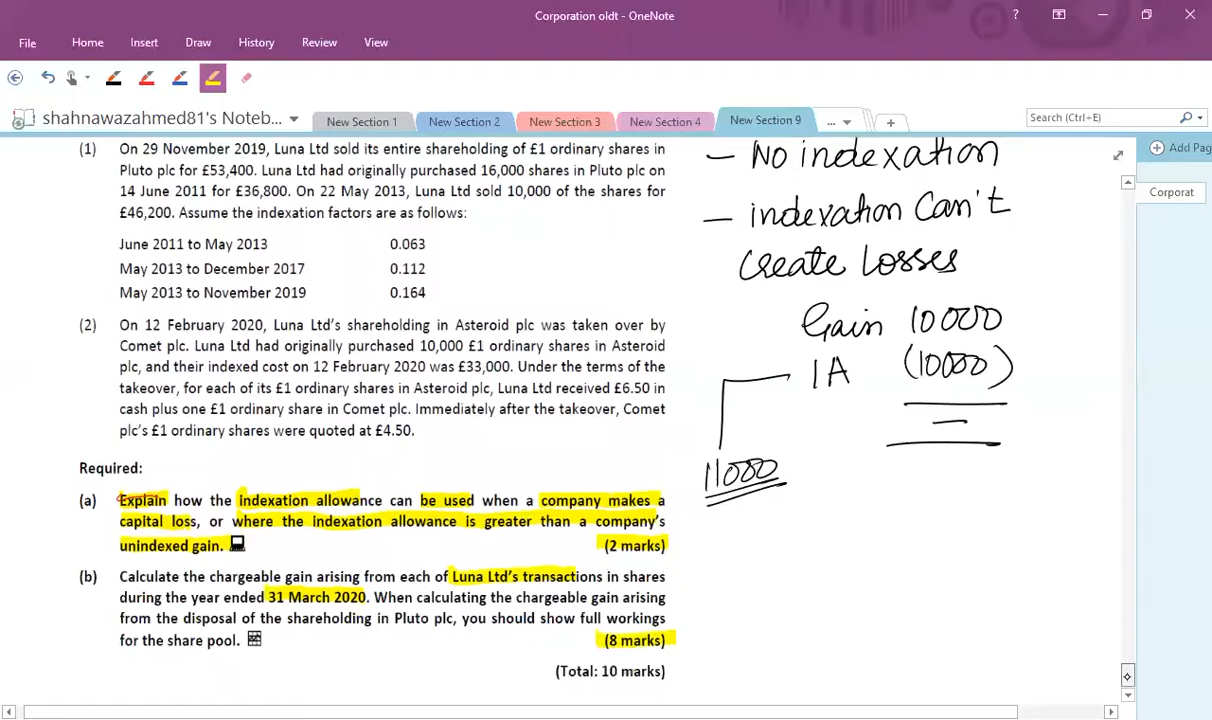 Corporation oldt - OneNote
?
File Home Insert Draw History Review View
shahnawazahmed81's Noteb... New Section 1 New Section 2 New Section 3 New Section 4 New Section 9 ... + Search (Ctrl+E)
Add Pag
Corporat
(1) On 29 November 2019, Luna Ltd sold its entire shareholding of £1 ordinary shares in
Pluto plc for £53,400. Luna Ltd had originally purchased 16,000 shares in Pluto plc on
14 June 2011 for £36,800. On 22 May 2013, Luna Ltd sold 10,000 of the shares for
£46,200. Assume the indexation factors are as follows:
June 2011 to May 2013 0.063
May 2013 to December 2017 0.112
May 2013 to November 2019 0.164
(2) On 12 February 2020, Luna Ltd's shareholding in Asteroid plc was taken over by
Comet plc. Luna Ltd had originally purchased 10,000 £1 ordinary shares in Asteroid
plc, and their indexed cost on 12 February 2020 was £33,000. Under the terms of the
takeover, for each of its £1 ordinary shares in Asteroid plc, Luna Ltd received £6.50 in
cash plus one £1 ordinary share in Comet plc. Immediately after the takeover, Comet
plc's £1 ordinary shares were quoted at £4.50.
Required:
(a) Explain how the indexation allowance can be used when a company makes a
capital loss, or where the indexation allowance is greater than a company's
unindexed gain. (2 marks)
(b) Calculate the chargeable gain arising from each of Luna Ltd's transactions in shares
during the year ended 31 March 2020. When calculating the chargeable gain arising
from the disposal of the shareholding in Pluto plc, you should show full workings
for the share pool. (8 marks)
(Total: 10 marks)
– No indexation
– indexation Can't
Create Losses
Gain 10000
IA (10000)
–
11000